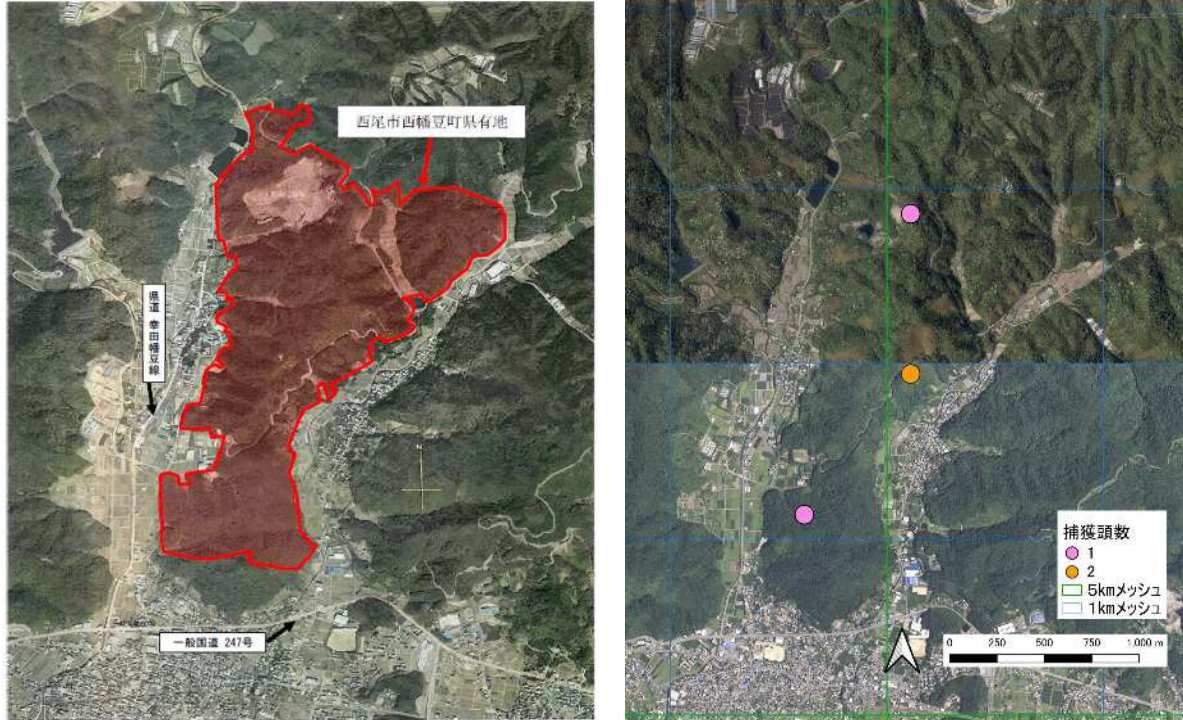 西尾市西幡豆町県有地
県道 幸田幡豆線
N
一般国道 247号
捕獲頭数
1
2
5kmメッシュ
1kmメッシュ
0 250 500 750 1,000 m